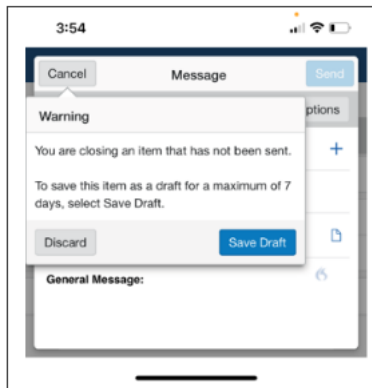 3:54
Cancel Message Send
ptions
Warning
You are closing an item that has not been sent.
To save this item as a draft for a maximum of 7
days, select Save Draft.
Discard Save Draft
General Message: